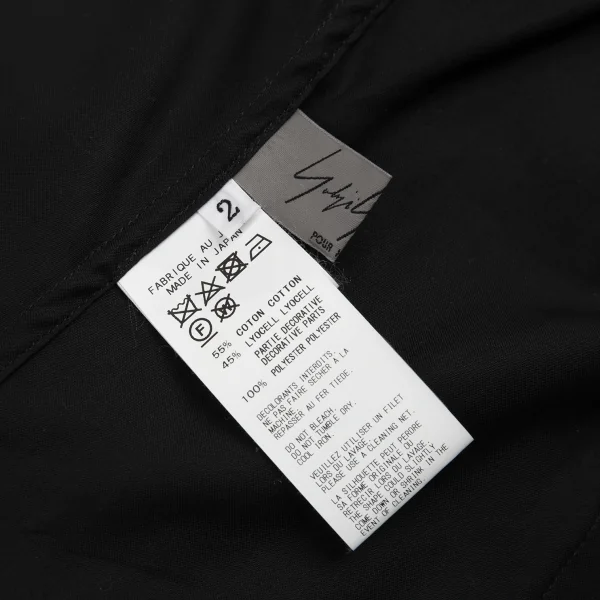 Yohji Y
POUR
2
FABRIQUE AU J
MADE IN JAPAN
F
55% COTON COTTON
45% LYOCELL LYOCELL
PARTIE DECORATIVE
DECORATIVE PARTS
100% POLYESTER POLYESTER
DECOLORANTS INTERDITS,
NE PAS FAIRE SECHER A LA
MACHINE,
REPASSER AU FER TIEDE.
DO NOT BLEACH.
DO NOT TUMBLE DRY.
COOL IRON.
VEUILLEZ UTILISER UN FILET
LORS DU LAVAGE.
PLEASE USE A CLEANING NET.
LA SILHOUETTE PEUT PERDRE
SA FORME ORIGINALE OU
RETRECIR LORS DU LAVAGE.
THE SHAPE COULD SLIGHTLY
COME DOWN OR SHRINK IN THE
EVENT OF CLEANING.